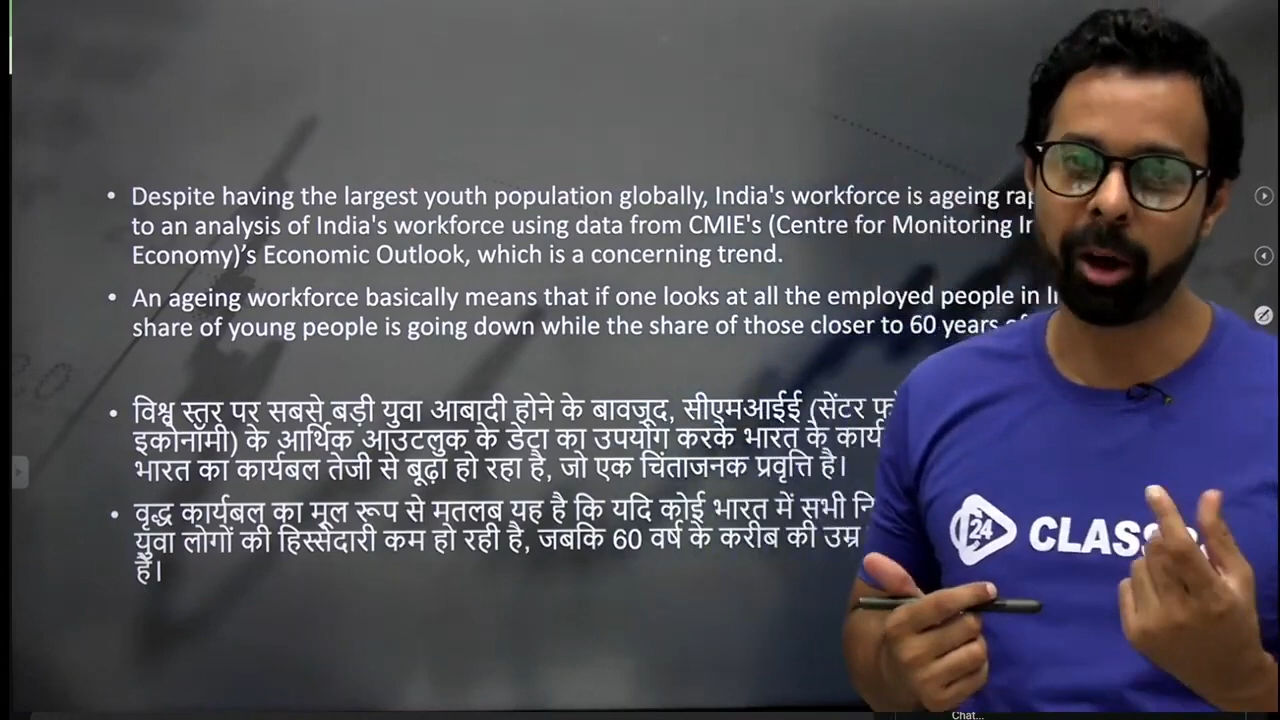 • Despite having the largest youth population globally, India's workforce is ageing
to an analysis of India's workforce using data from CMIE's (Centre for Monitoring
Economy)’s Economic Outlook, which is a concerning trend.
• An ageing workforce basically means that if one looks at all the employed people in
share of young people is going down while the share of those closer to 60 years
• विश्व स्तर पर सबसे बड़ी युवा आबादी होने के बावजूद, सीएमआईई (सेंटर
इकोनॉमी) के आर्थिक आउटलुक के डेटा का उपयोग करके भारत के
भारत का कार्यबल तेजी से बूढ़ा हो रहा है, जो एक चिंताजनक प्रवृत्ति है।
• वृद्ध कार्यबल का मूल रूप से मतलब यह है कि यदि कोई भारत में सभी
युवा लोगों की हिस्सेदारी कम हो रही है, जबकि 60 वर्ष के करीब की उम्र
है।
24 CLASS
Chat...